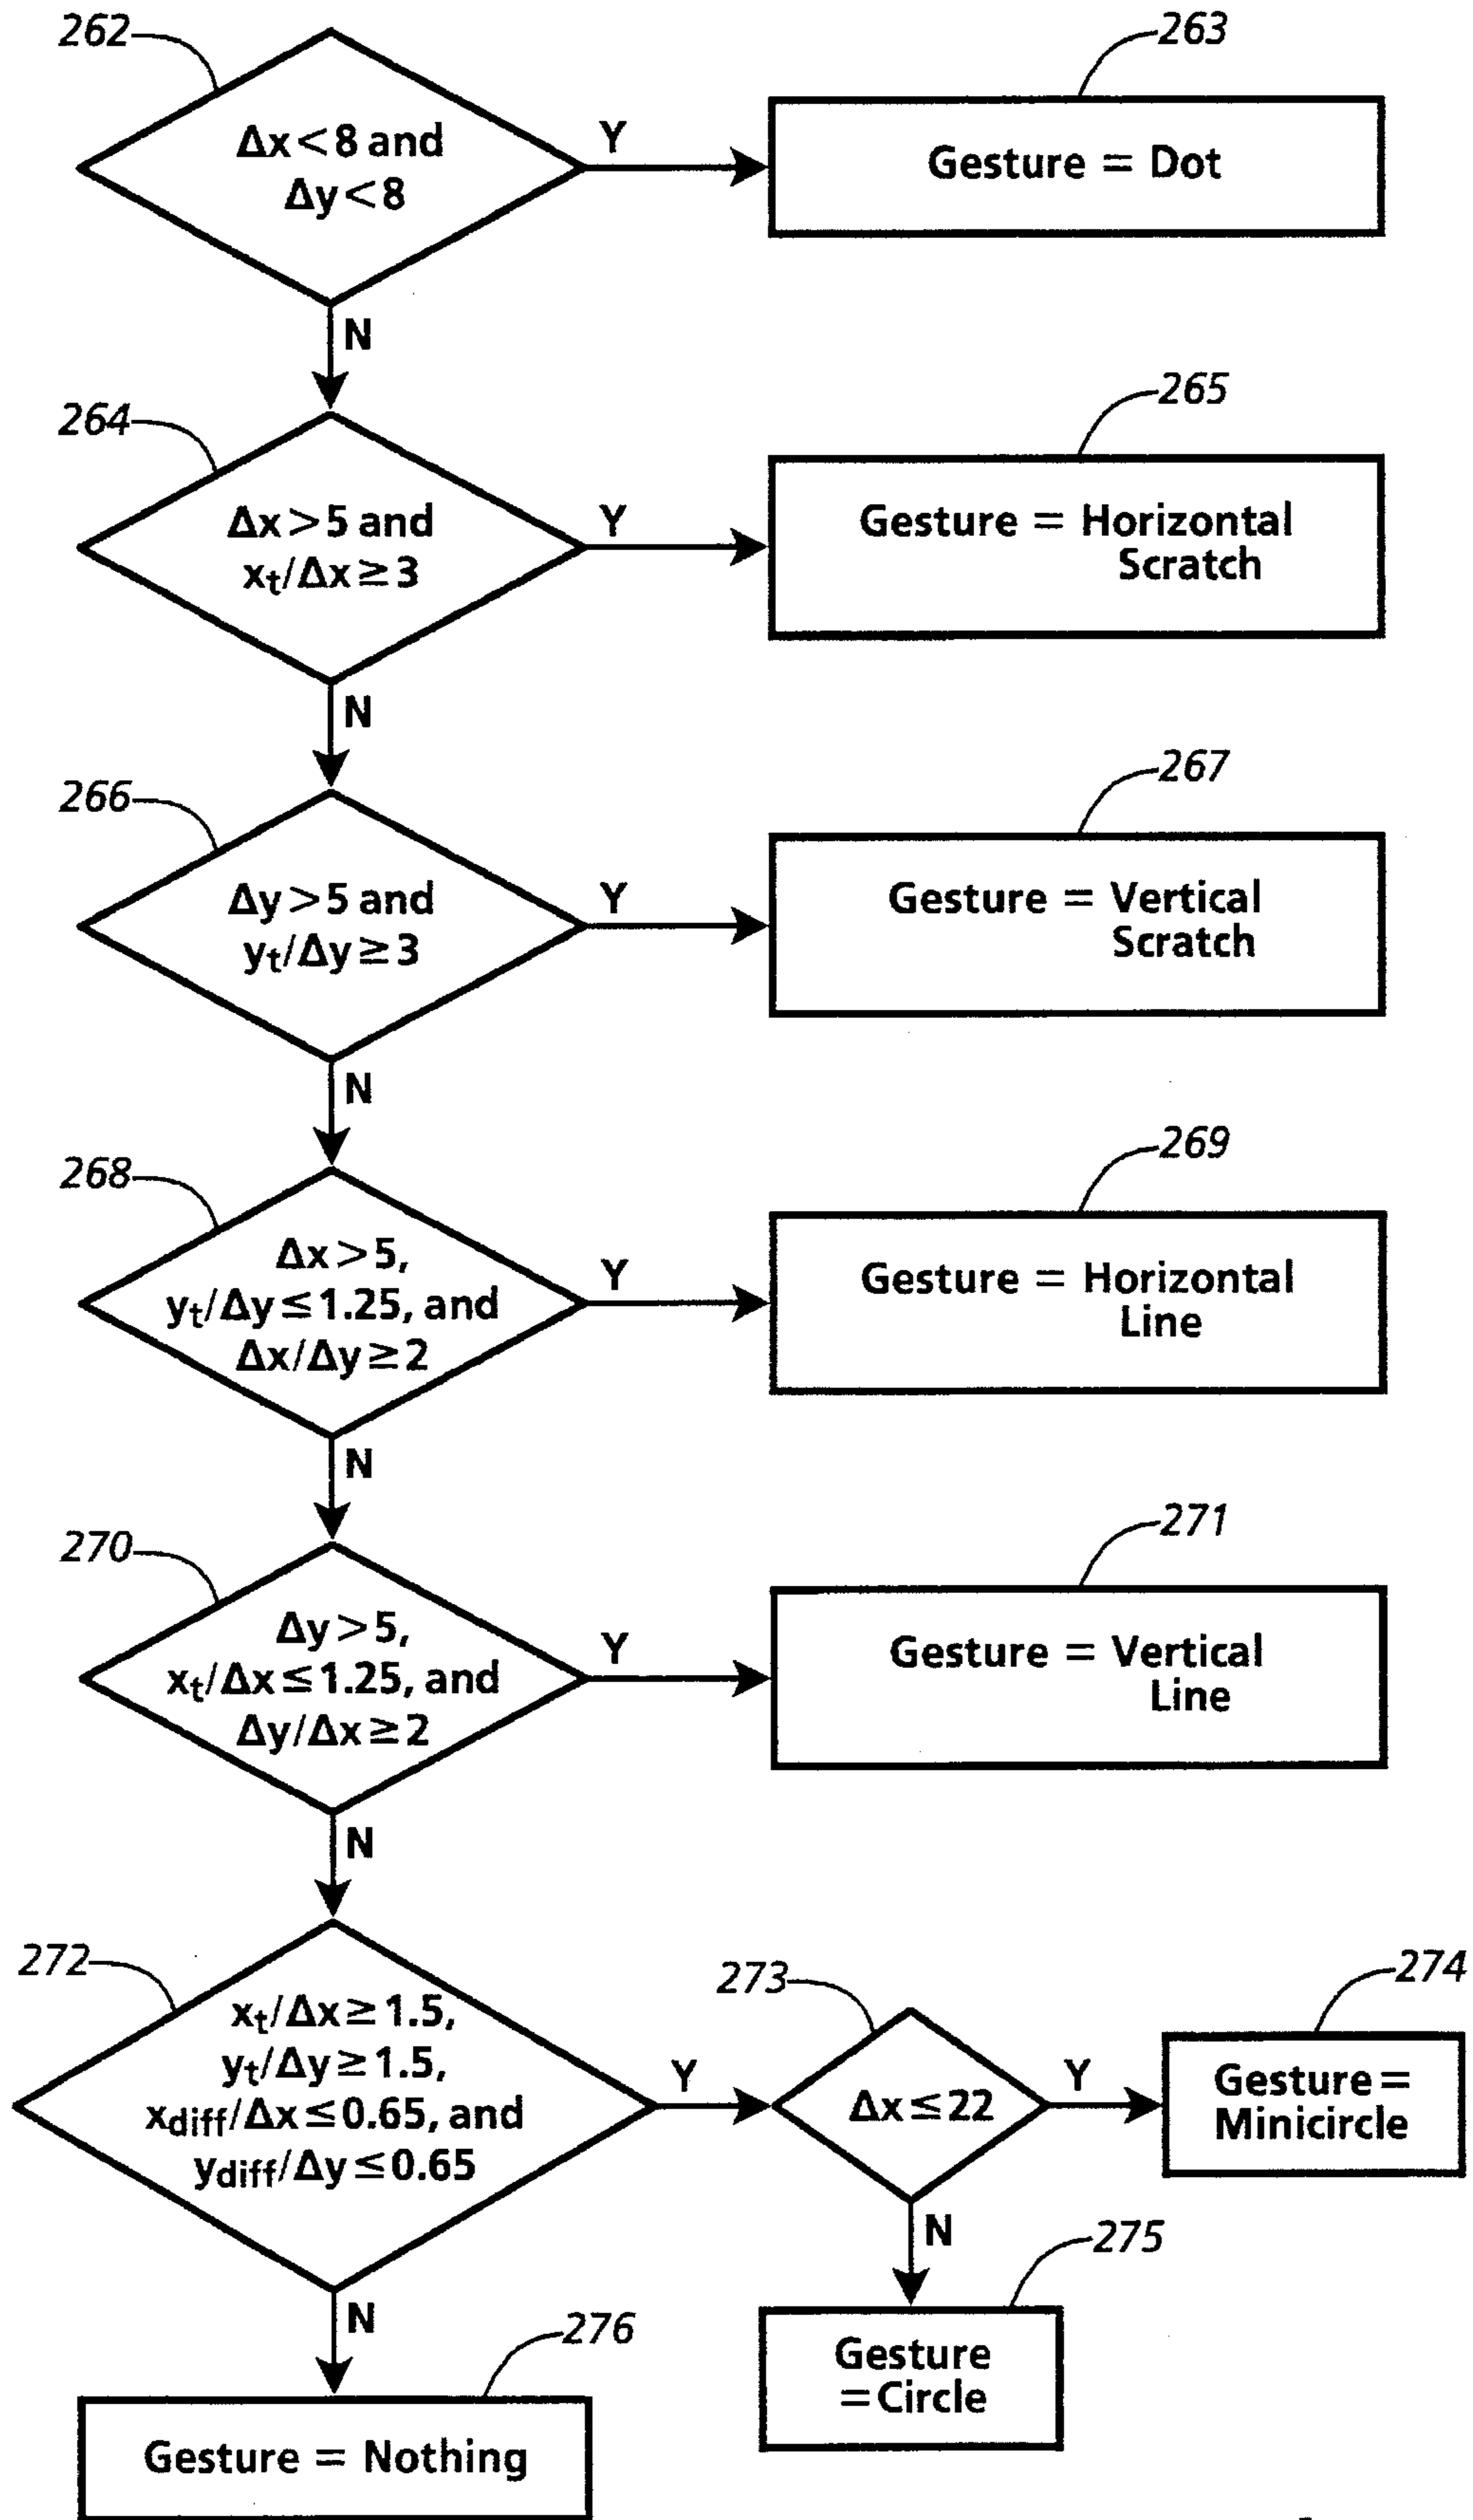 262
263
Δx<8 and
Δy<8
Y
Gesture = Dot
N
264
265
Δx>5 and
xt/Δx≥3
Y
Gesture = Horizontal
Scratch
N
266
267
Δy>5 and
yt/Δy≥3
Y
Gesture = Vertical
Scratch
N
268
269
Δx>5,
yt/Δy≤1.25, and
Δx/Δy≥2
Y
Gesture = Horizontal
Line
N
270
271
Δy>5,
xt/Δx≤1.25, and
Δy/Δx≥2
Y
Gesture = Vertical
Line
N
272
273
274
xt/Δx≥1.5,
yt/Δy≥1.5,
xdiff/Δx≤0.65, and
ydiff/Δy≤0.65
Y
Δx≤22
Y
Gesture=
Minicircle
N
275
Gesture
=Circle
N
276
Gesture = Nothing